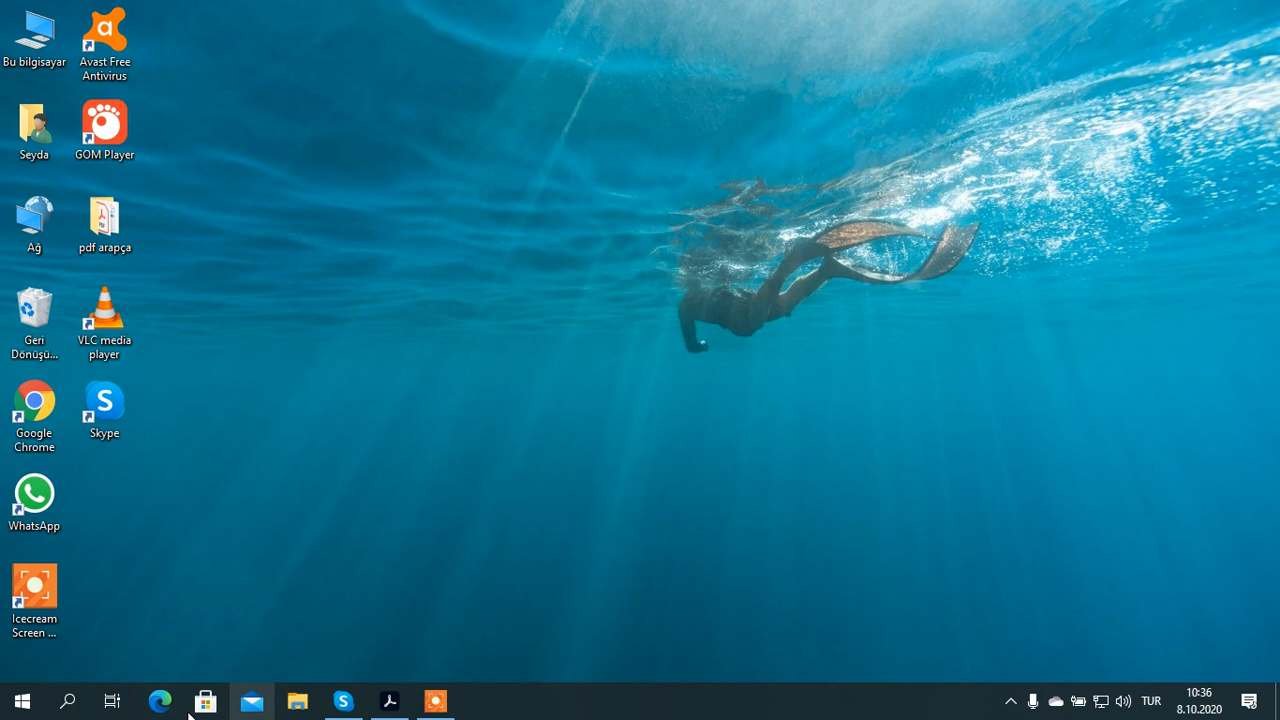 Bu bilgisayar
Avast Free
Antivirus
Seyda
GOM Player
Ağ
pdf arapça
Geri
Dönüşü...
VLC media
player
Google
Chrome
Skype
WhatsApp
Icecream
Screen ...
TUR
10:36
8.10.2020